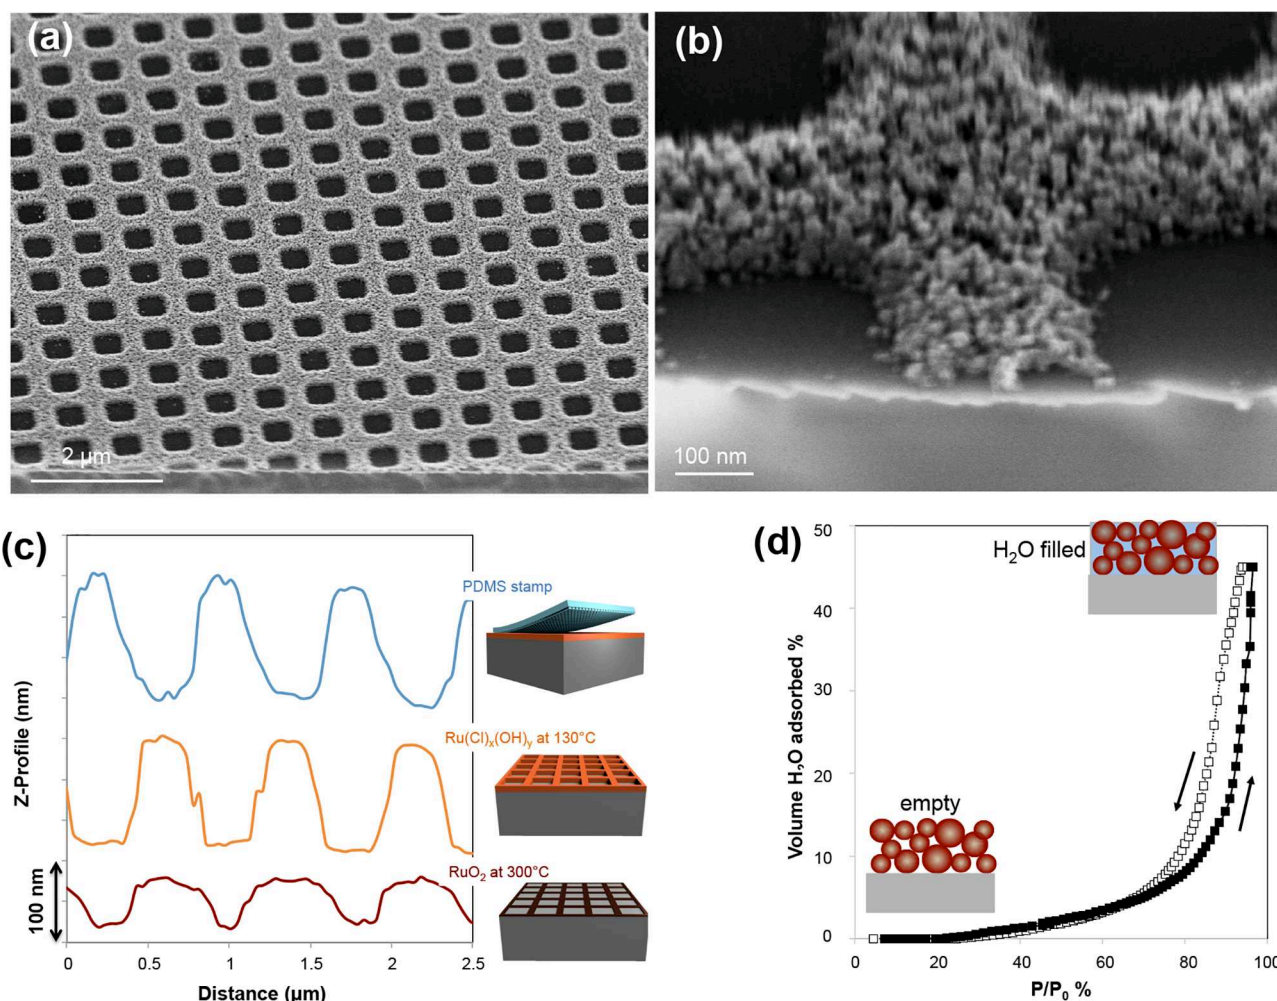 (a)
2 μm
(b)
100 nm
(c)
Z-Profile (nm)
100 nm
PDMS stamp
Ru(Cl)x(OH)y at 130°C
RuO2 at 300°C
0 0.5 1 1.5 2 2.5
Distance (μm)
(d)
Volume H2O adsorbed %
50
40
30
20
10
0
H2O filled
empty
0 20 40 60 80 100
P/P0 %